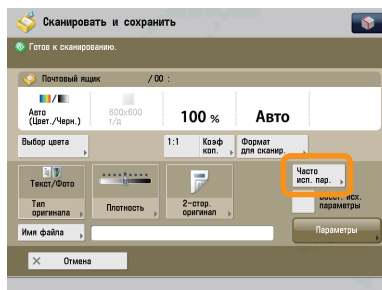 Сканировать и сохранить
Готов к сканированию.
Почтовый ящик / 00 :
Авто
(Цвет./Черн.)
600x600
т/д
100 %
Авто
Выбор цвета
1:1
Коэф
коп.
Формат
для сканир.
Часто
исп. пар.
Текст/Фото
Тип
оригинала
Плотность
2-стор.
оригинал
Восст. исх.
параметры
Имя файла
Параметры
Отмена